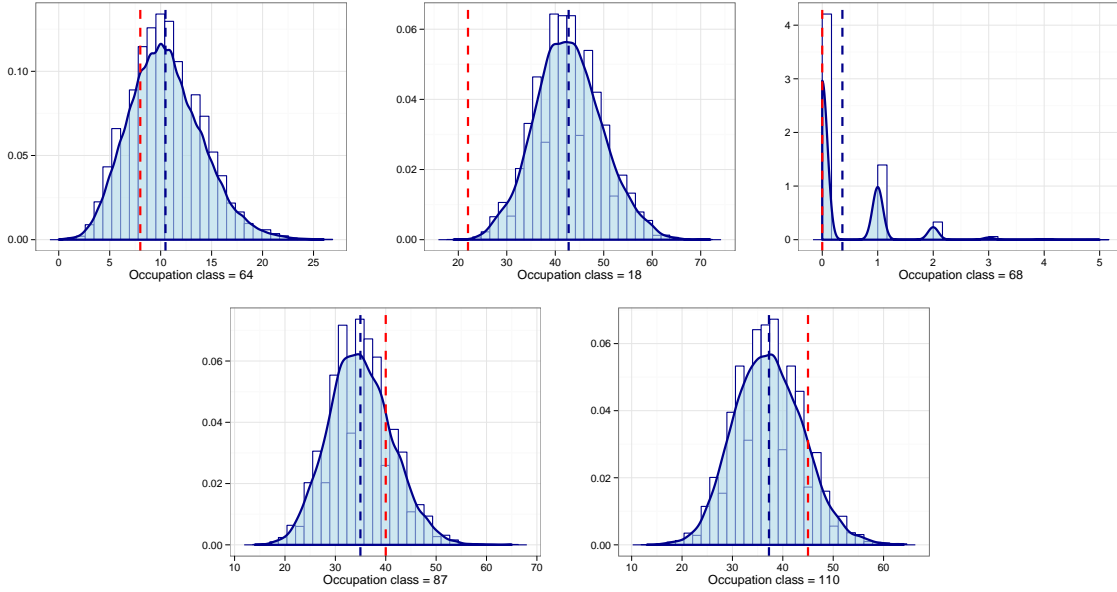 0.10
0.05
0.00
0 5 10 15 20 25
Occupation class = 64
0.06
0.04
0.02
0.00
20 30 40 50 60 70
Occupation class = 18
4
3
2
1
0
0 1 2 3 4 5
Occupation class = 68
0.06
0.04
0.02
0.00
10 20 30 40 50 60 70
Occupation class = 87
0.06
0.04
0.02
0.00
10 20 30 40 50 60
Occupation class = 110